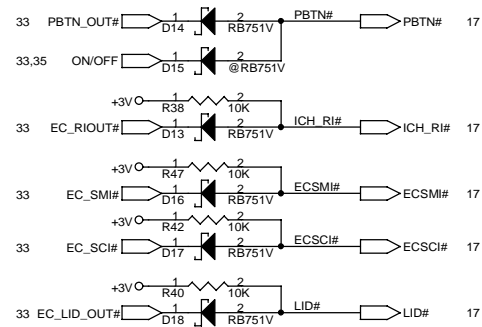 33 PBTN_OUT# 1 2 PBTN# PBTN# 17
D14 RB751V
33,35 ON/OFF 1 2
D15 @RB751V
+3V 1 2
R38 10K
33 EC_RIOUT# 1 2 ICH_RI# ICH_RI# 17
D13 RB751V
+3V 1 2
R47 10K
33 EC_SMI# 1 2 ECSMI# ECSMI# 17
D16 RB751V
+3V 1 2
R42 10K
33 EC_SCI# 1 2 ECSCI# ECSCI# 17
D17 RB751V
+3V 1 2
R40 10K
33 EC_LID_OUT# 1 2 LID# LID# 17
D18 RB751V